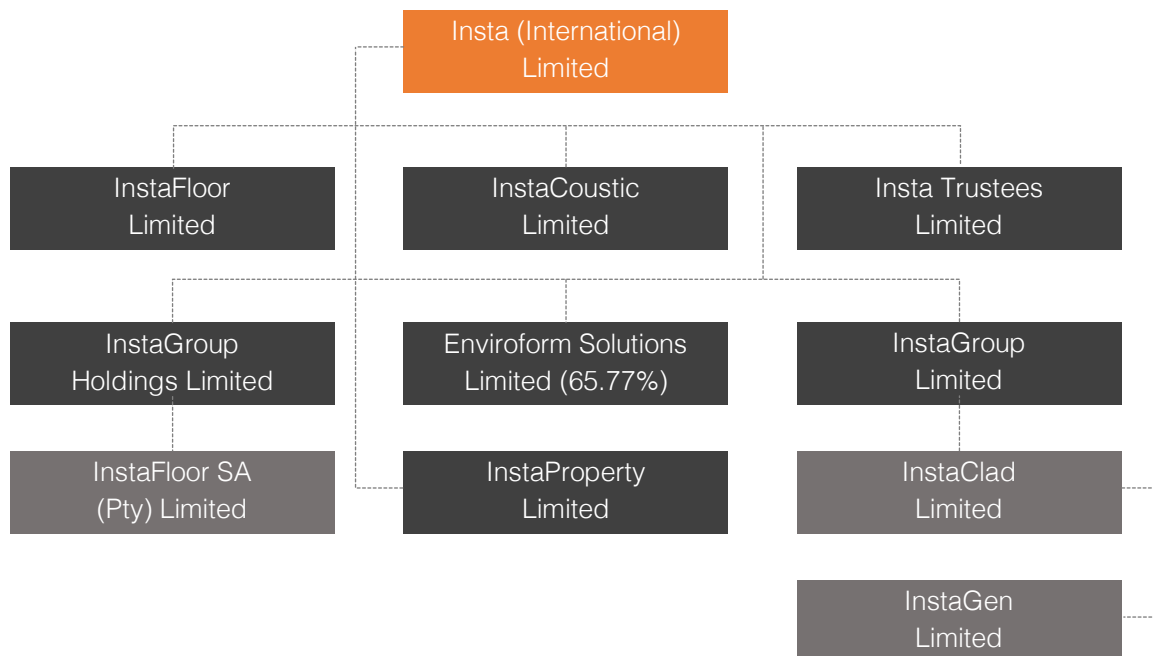 Insta (International)
Limited
InstaFloor
Limited
InstaCoustic
Limited
Insta Trustees
Limited
InstaGroup
Holdings Limited
Enviroform Solutions
Limited (65.77%)
InstaGroup
Limited
InstaFloor SA
(Pty) Limited
InstaProperty
Limited
InstaClad
Limited
InstaGen
Limited